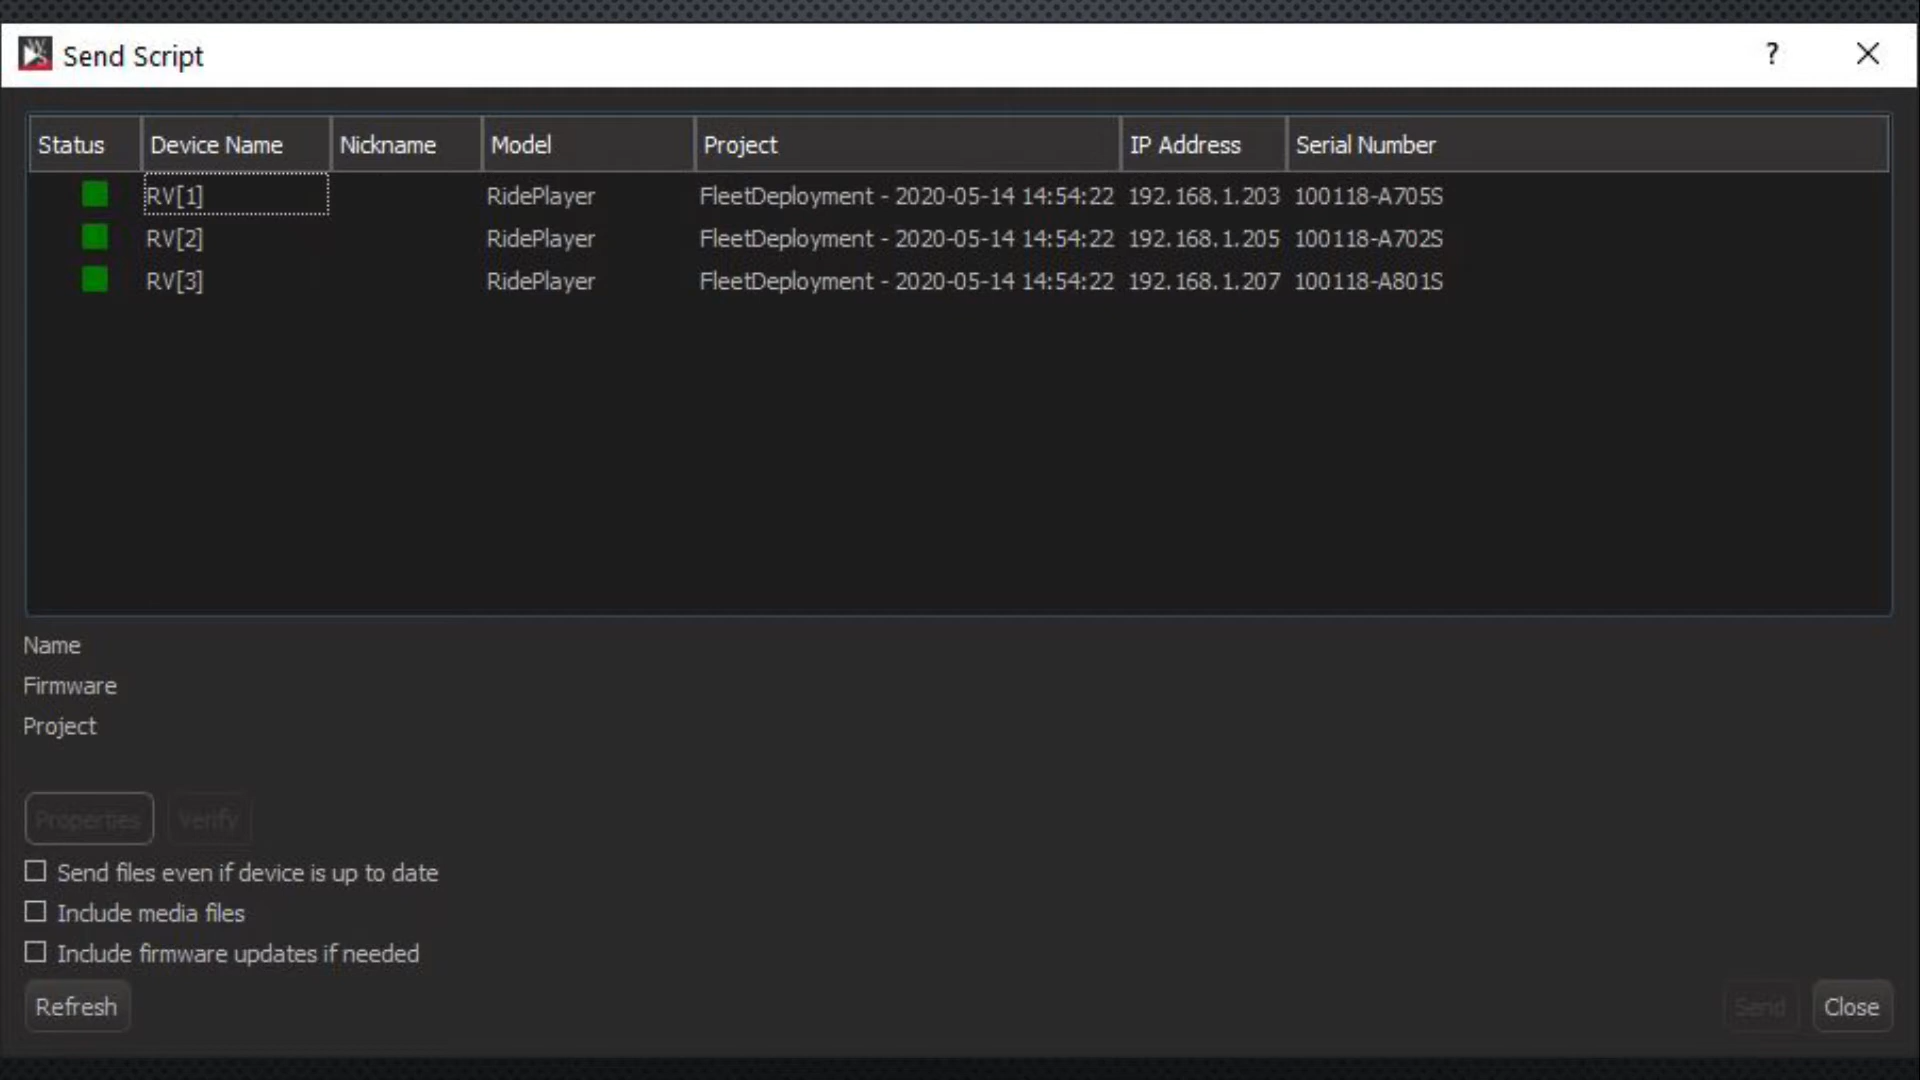 Send Script ?
Status Device Name Nickname Model Project IP Address Serial Number
RV[1] RidePlayer FleetDeployment - 2020-05-14 14:54:22 192.168.1.203 100118-A705S
RV[2] RidePlayer FleetDeployment - 2020-05-14 14:54:22 192.168.1.205 100118-A702S
RV[3] RidePlayer FleetDeployment - 2020-05-14 14:54:22 192.168.1.207 100118-A801S
Name
Firmware
Project
Properties Verify
Send files even if device is up to date
Include media files
Include firmware updates if needed
Refresh Send Close